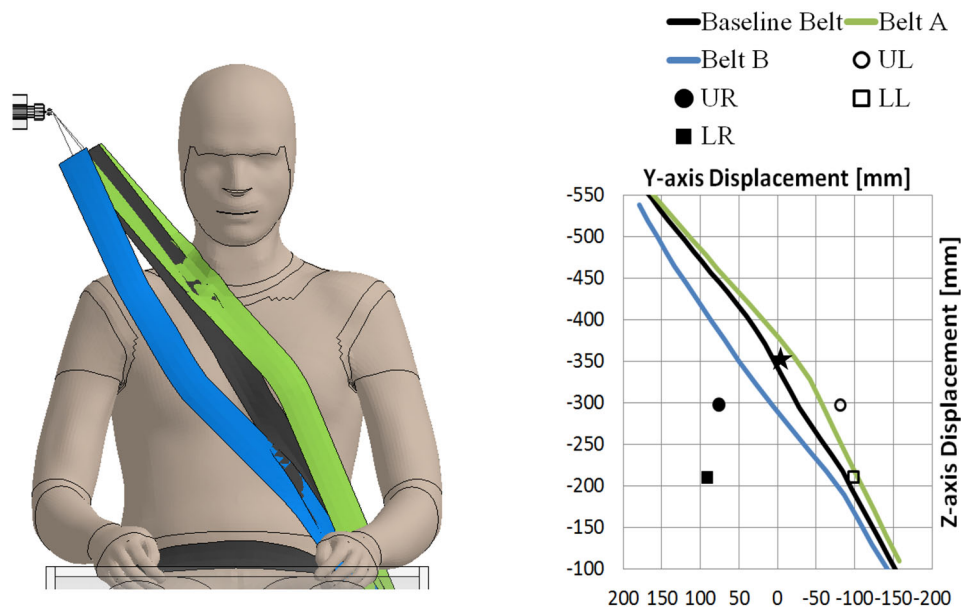 Baseline Belt Belt A
Belt B UL
UR LL
LR
Y-axis Displacement [mm]
-550
-500
-450
-400
-350
-300
-250
-200
-150
-100
Z-axis Displacement [mm]
200 150 100 50 0 -50 -100 -150 -200